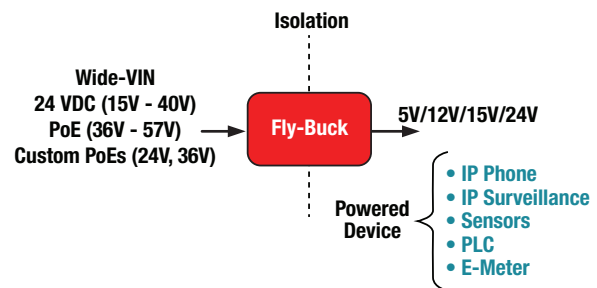 Isolation
Wide-VIN
24 VDC (15V - 40V)
PoE (36V - 57V)
Custom PoEs (24V, 36V)
Fly-Buck
5V/12V/15V/24V
Powered
Device
• IP Phone
• IP Surveillance
• Sensors
• PLC
• E-Meter